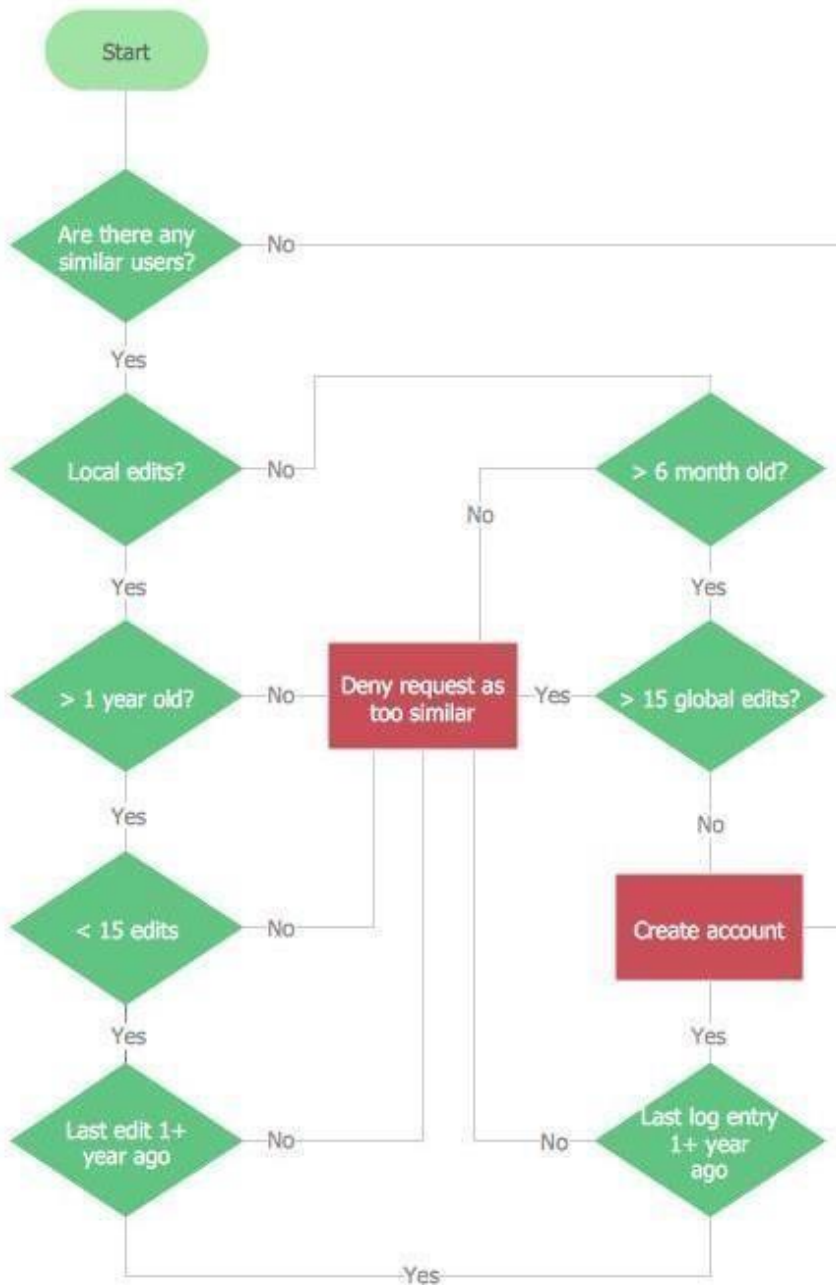 Start
Are there any
similar users?
No
Yes
Local edits?
No
> 6 month old?
No
Yes
Yes
> 1 year old?
No
Deny request as
too similar
Yes
> 15 global edits?
Yes
No
< 15 edits
No
Create account
Yes
Yes
Last edit 1+
year ago
No
No
Last log entry
1+ year
ago
Yes